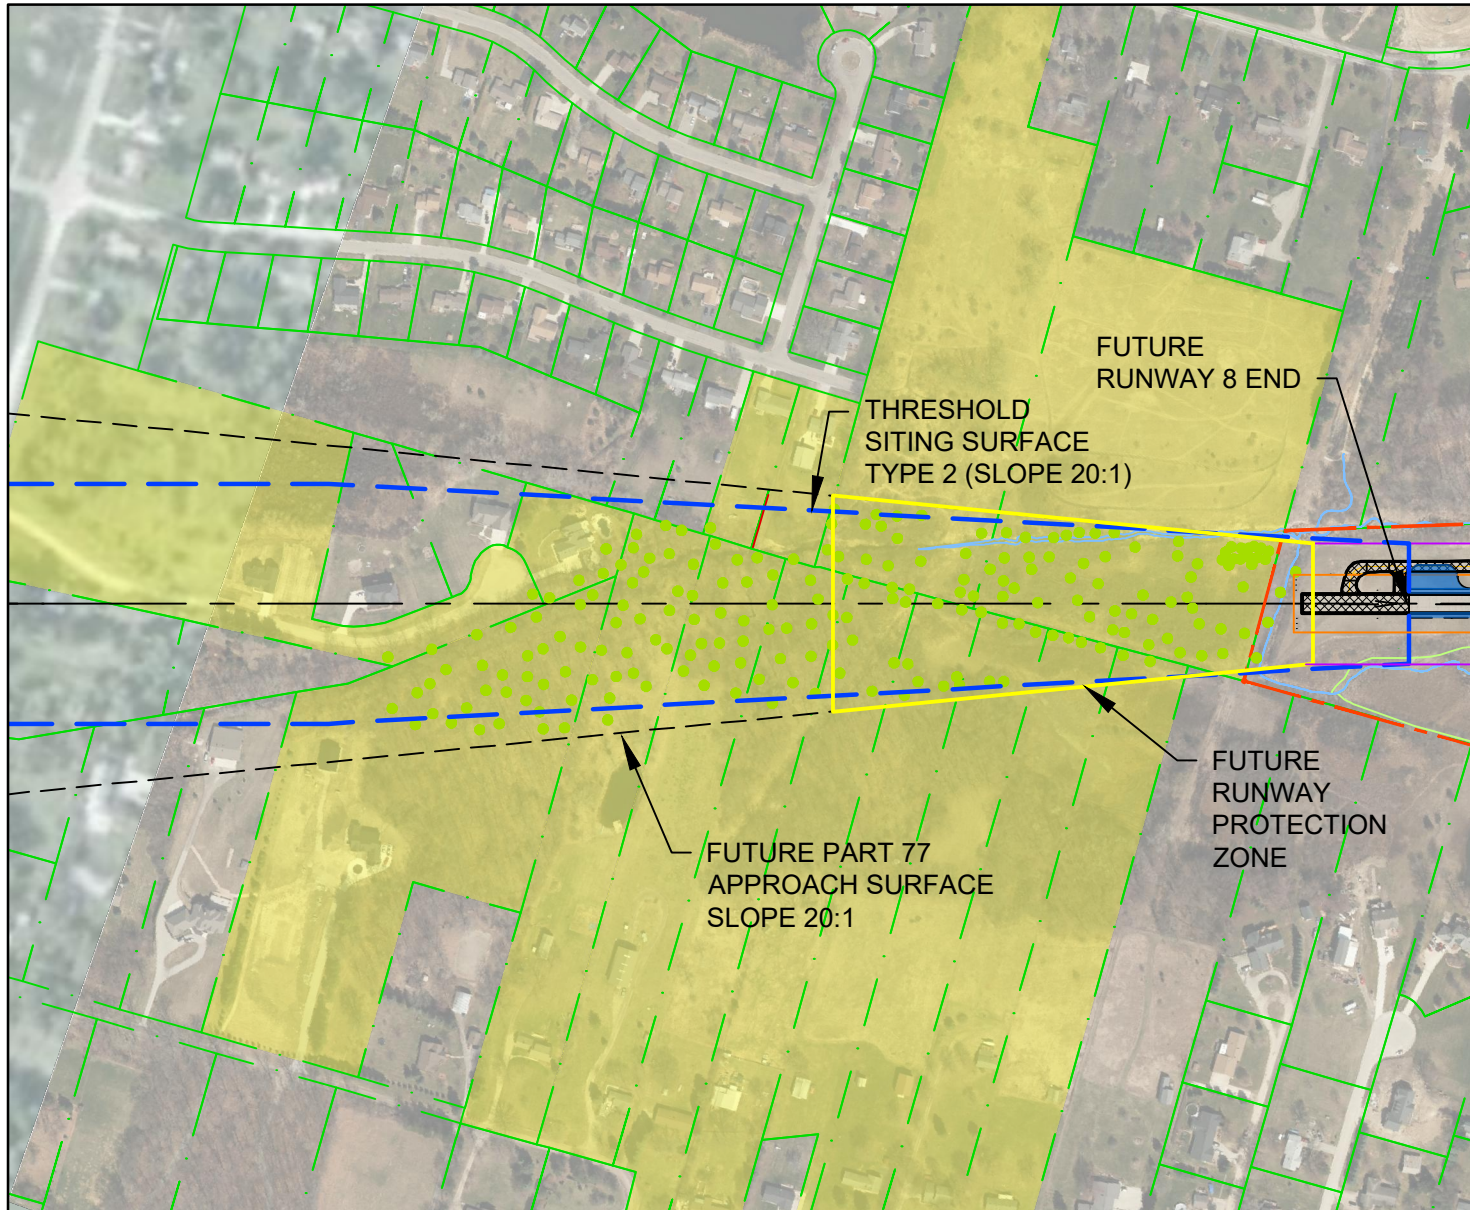 FUTURE
RUNWAY 8 END
THRESHOLD
SITING SURFACE
TYPE 2 (SLOPE 20:1)
FUTURE
RUNWAY
PROTECTION
ZONE
FUTURE PART 77
APPROACH SURFACE
SLOPE 20:1